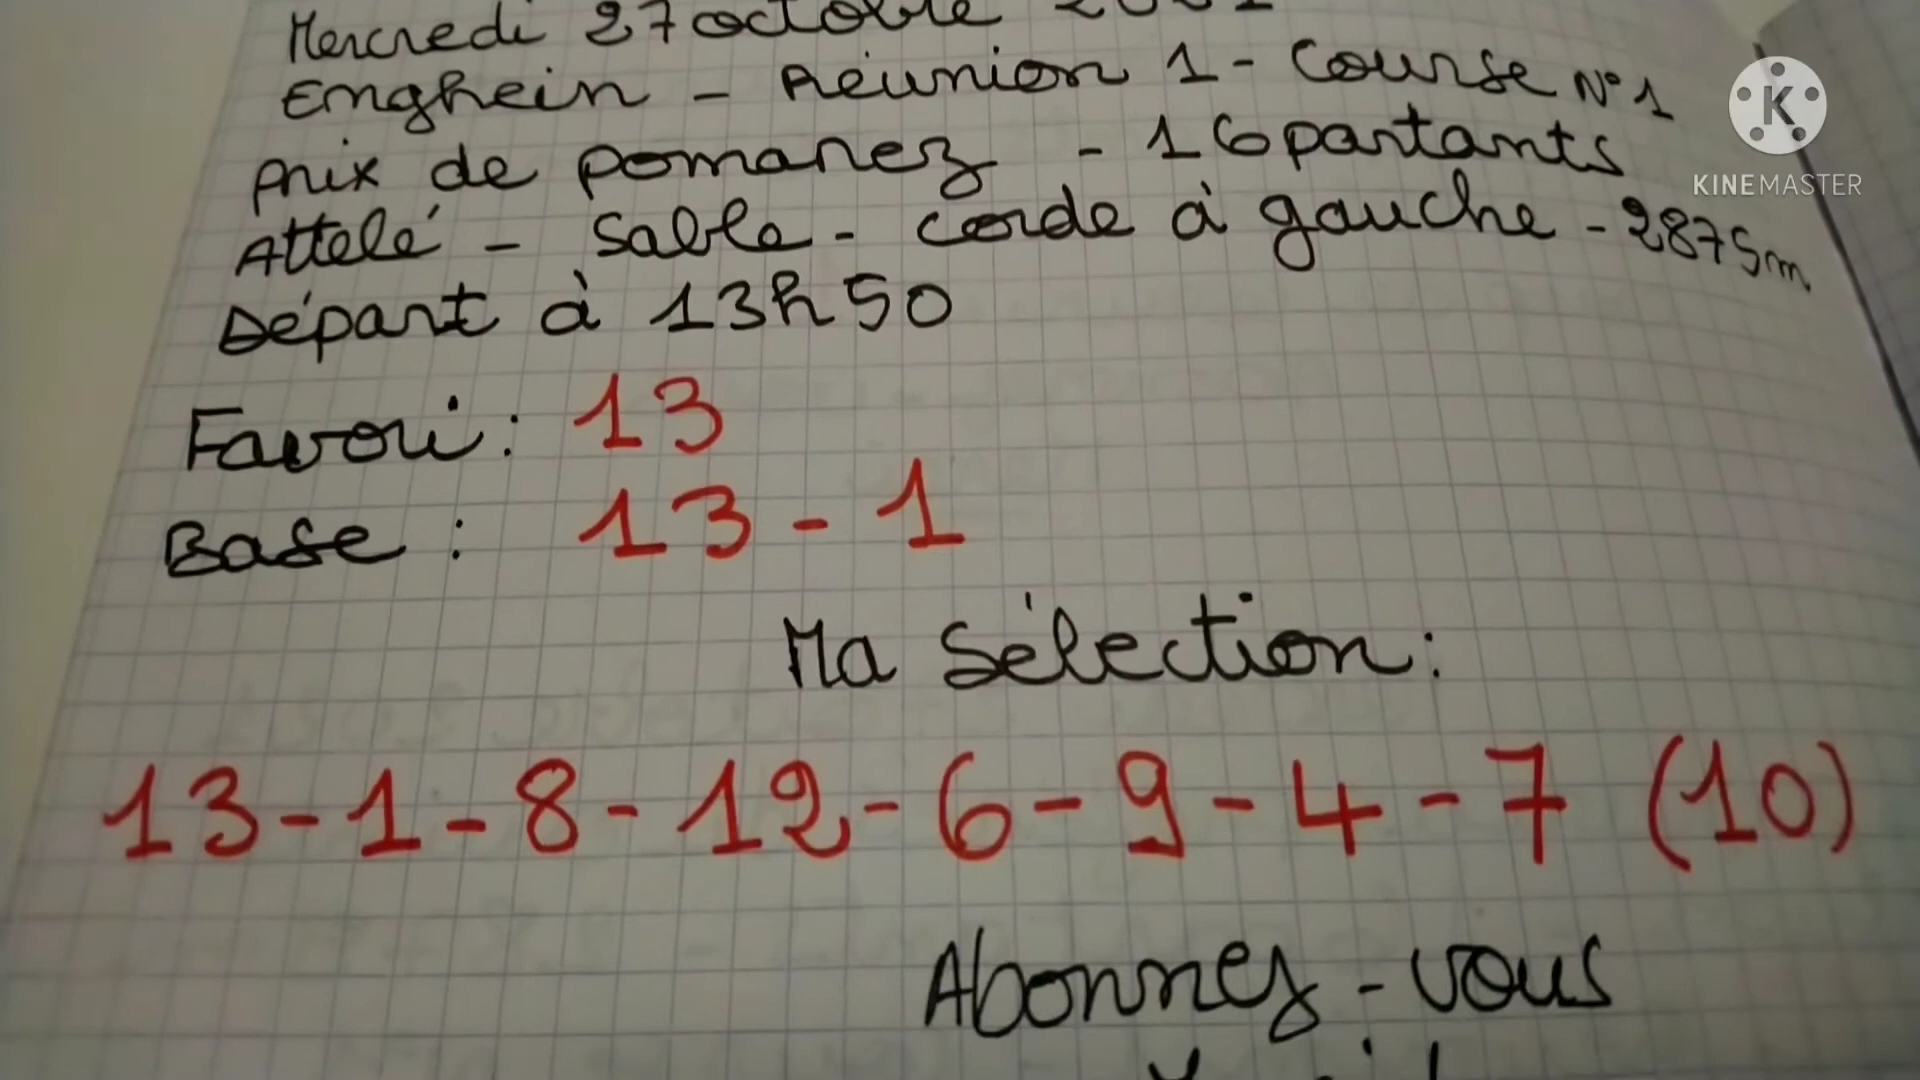 Mercredi 27 octobre
Enghein - Réunion 1 - Course N° 1
Prix de pomarez - 16 partants
Attelé - Sable - corde à gauche - 2875m
Départ à 13h50
Favori : 13
Base : 13 - 1
Ma Sélection :
13 - 1 - 8 - 12 - 6 - 9 - 4 - 7 (10)
Abonnez-vous
K
KINEMASTER